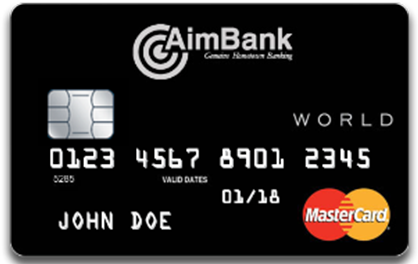 AimBank
Genuine Hometown Banking
WORLD
0123 4567 8901 2345
5285 VALID DATES
01/18
JOHN DOE
MasterCard